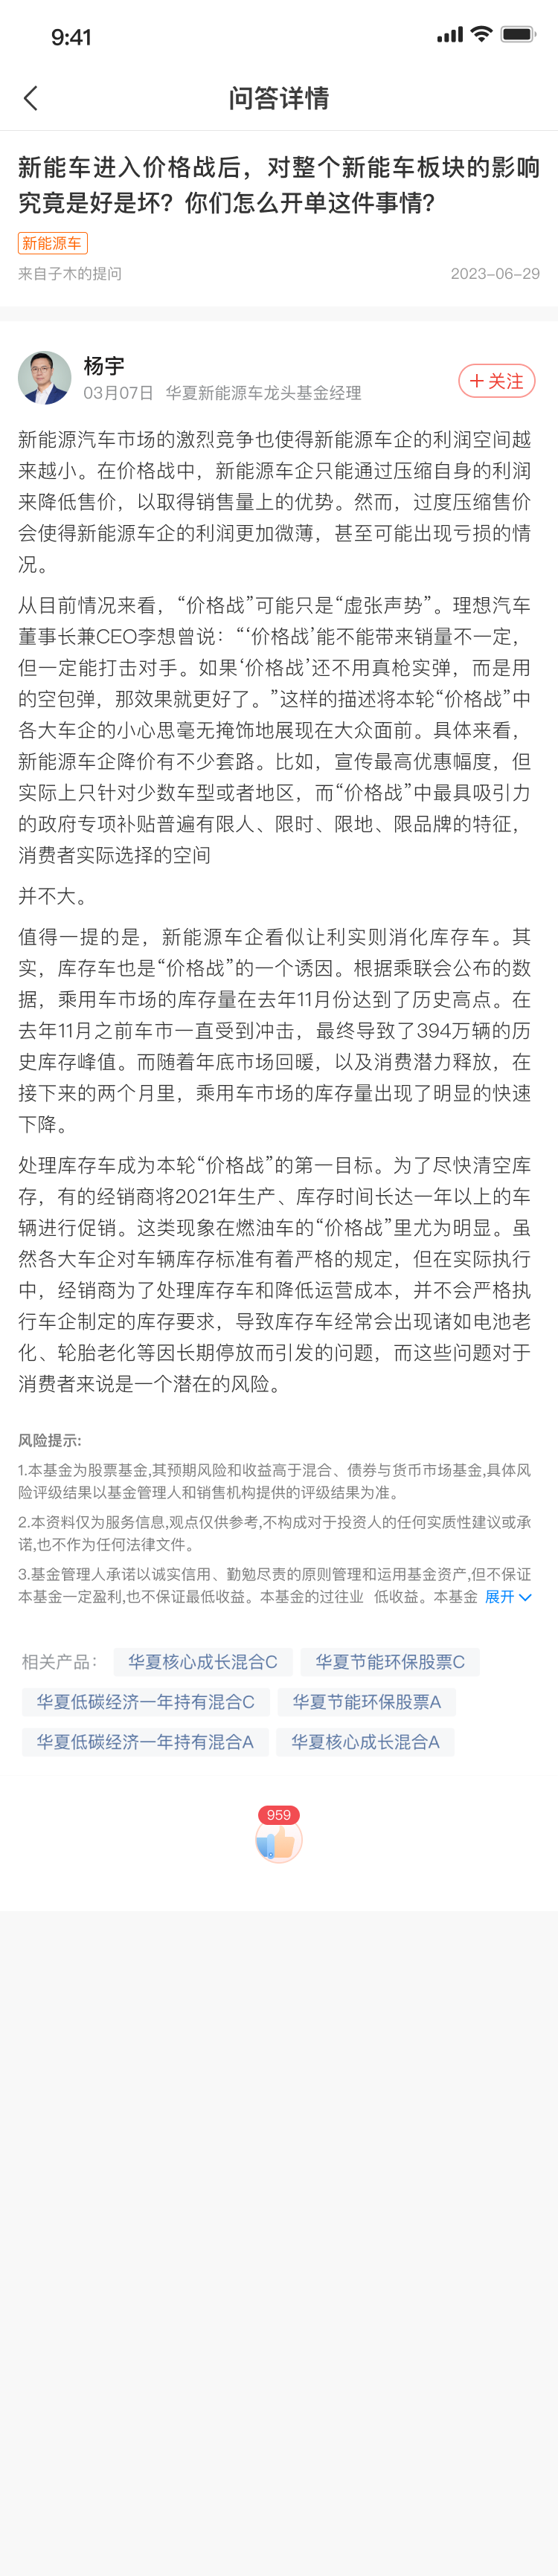 9:41
问答详情
新能车进入价格战后，对整个新能车板块的影响
究竟是好是坏？你们怎么开单这件事情？
新能源车
来自子木的提问
2023-06-29
杨宇
03月07日 华夏新能源车龙头基金经理
+ 关注
新能源汽车市场的激烈竞争也使得新能源车企的利润空间越
来越小。在价格战中，新能源车企只能通过压缩自身的利润
来降低售价，以取得销售量上的优势。然而，过度压缩售价
会使得新能源车企的利润更加微薄，甚至可能出现亏损的情
况。
从目前情况来看，“价格战”可能只是“虚张声势”。理想汽车
董事长兼CEO李想曾说：“‘价格战’能不能带来销量不一定，
但一定能打击对手。如果‘价格战’还不用真枪实弹，而是用
的空包弹，那效果就更好了。”这样的描述将本轮“价格战”中
各大车企的小心思毫无掩饰地展现在大众面前。具体来看，
新能源车企降价有不少套路。比如，宣传最高优惠幅度，但
实际上只针对少数车型或者地区，而“价格战”中最具吸引力
的政府专项补贴普遍有限人、限时、限地、限品牌的特征，
消费者实际选择的空间
并不大。
值得一提的是，新能源车企看似让利实则消化库存车。其
实，库存车也是“价格战”的一个诱因。根据乘联会公布的数
据，乘用车市场的库存量在去年11月份达到了历史高点。在
去年11月之前车市一直受到冲击，最终导致了394万辆的历
史库存峰值。而随着年底市场回暖，以及消费潜力释放，在
接下来的两个月里，乘用车市场的库存量出现了明显的快速
下降。
处理库存车成为本轮“价格战”的第一目标。为了尽快清空库
存，有的经销商将2021年生产、库存时间长达一年以上的车
辆进行促销。这类现象在燃油车的“价格战”里尤为明显。虽
然各大车企对车辆库存标准有着严格的规定，但在实际执行
中，经销商为了处理库存车和降低运营成本，并不会严格执
行车企制定的库存要求，导致库存车经常会出现诸如电池老
化、轮胎老化等因长期停放而引发的问题，而这些问题对于
消费者来说是一个潜在的风险。
风险提示:
1.本基金为股票基金,其预期风险和收益高于混合、债券与货币市场基金,具体风
险评级结果以基金管理人和销售机构提供的评级结果为准。
2.本资料仅为服务信息,观点仅供参考,不构成对于投资人的任何实质性建议或承
诺,也不作为任何法律文件。
3.基金管理人承诺以诚实信用、勤勉尽责的原则管理和运用基金资产,但不保证
本基金一定盈利,也不保证最低收益。本基金的过往业 低收益。本基金 展开
相关产品： 华夏核心成长混合C 华夏节能环保股票C
华夏低碳经济一年持有混合C 华夏节能环保股票A
华夏低碳经济一年持有混合A 华夏核心成长混合A
959